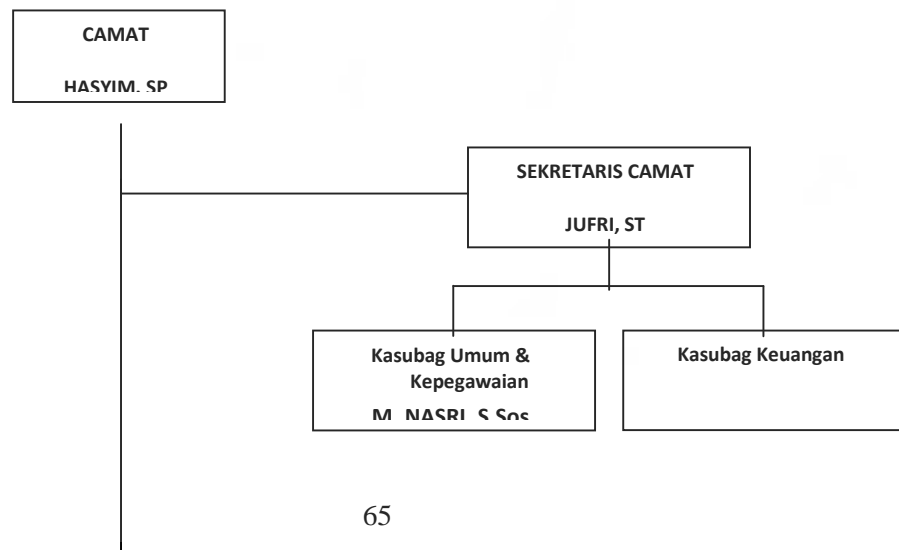 CAMAT
HASYIM, SP
SEKRETARIS CAMAT
JUFRI, ST
Kasubag Umum &
Kepegawaian
M. NASRI, S.Sos
Kasubag Keuangan
65